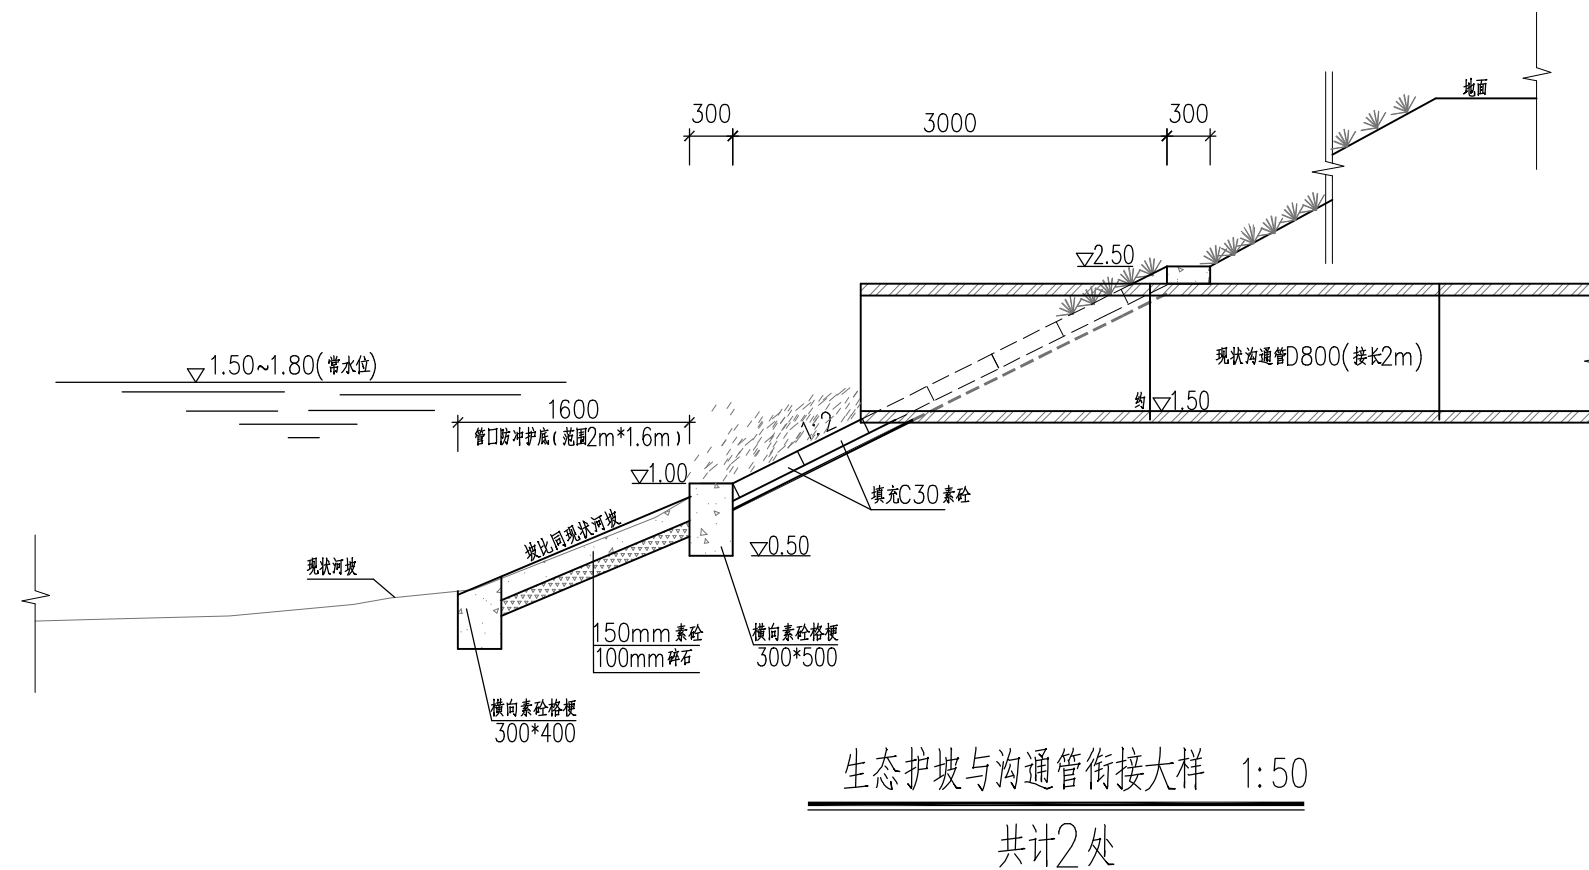 地面
300
3000
300
▽2.50
▽1.50~1.80(常水位)
现状沟通管D800(接长2m)
约▽1.50
1600
管口防冲护底(范围2m*1.6m)
1:2
▽1.00
填充C30素砼
坡比同现状河坡
▽0.50
现状河坡
150mm素砼
100mm碎石
横向素砼格梗
300*500
横向素砼格梗
300*400
生态护坡与沟通管衔接大样 1:50
共计2处